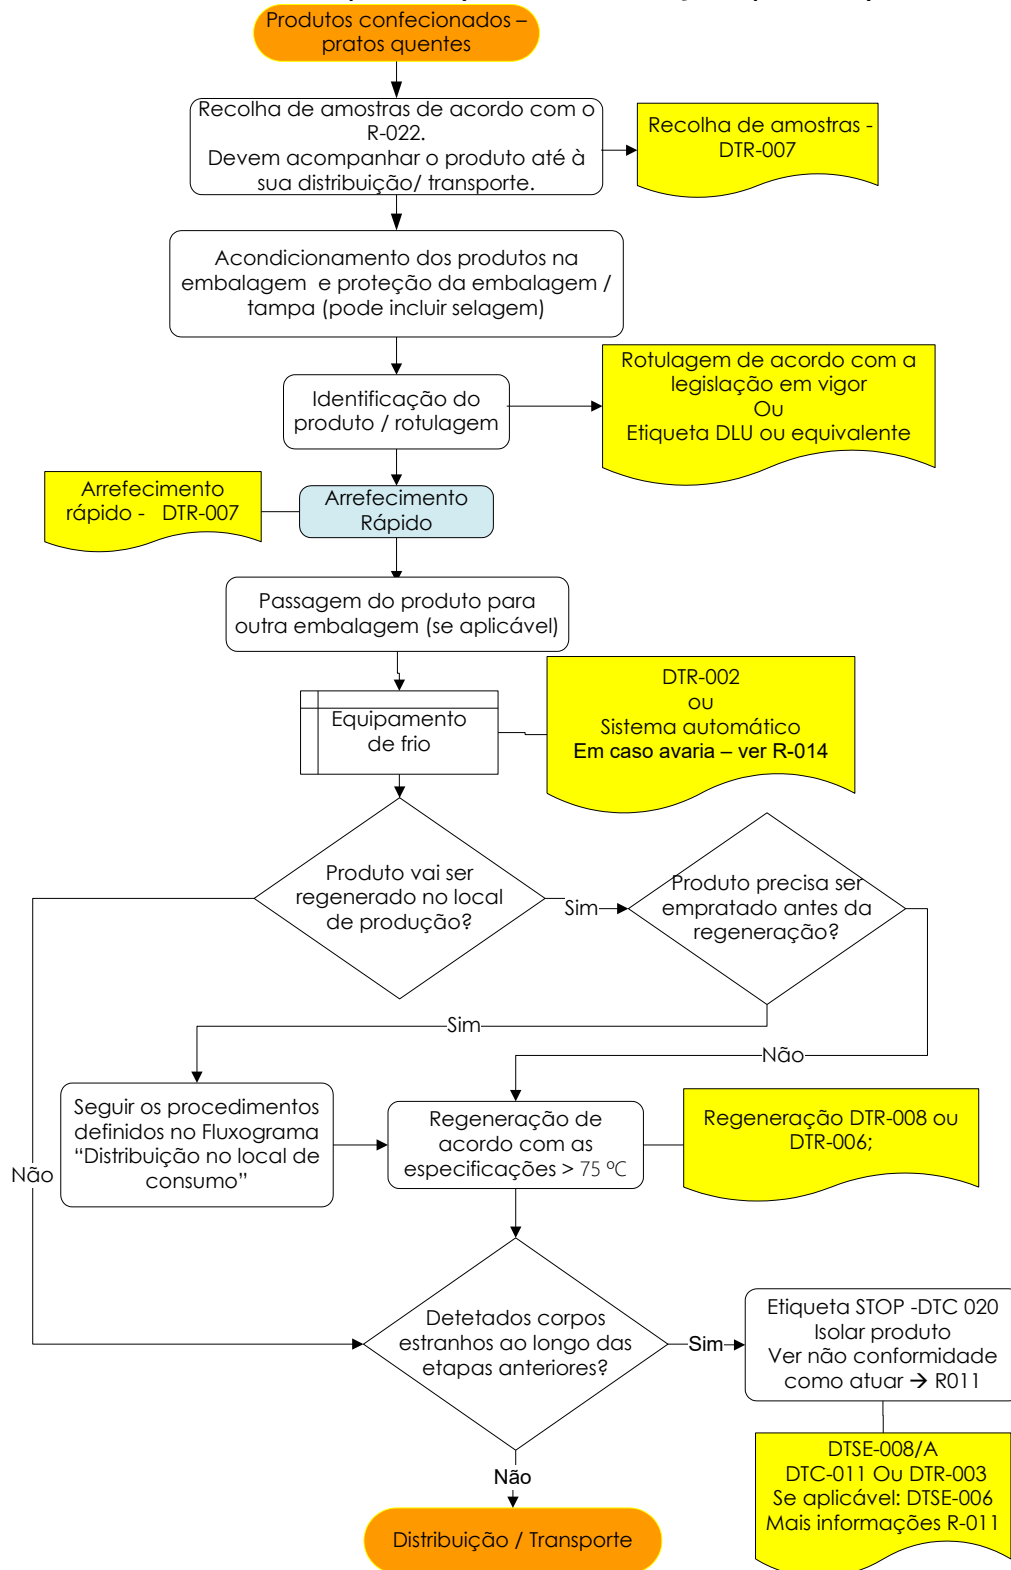 Produtos confecionados –
pratos quentes
Recolha de amostras de acordo com o
R-022.
Devem acompanhar o produto até à
sua distribuição/ transporte.
Recolha de amostras -
DTR-007
Acondicionamento dos produtos na
embalagem e proteção da embalagem /
tampa (pode incluir selagem)
Identificação do
produto / rotulagem
Rotulagem de acordo com a
legislação em vigor
Ou
Etiqueta DLU ou equivalente
Arrefecimento
rápido - DTR-007
Arrefecimento
Rápido
Passagem do produto para
outra embalagem (se aplicável)
Equipamento
de frio
DTR-002
ou
Sistema automático
Em caso avaria – ver R-014
Produto vai ser
regenerado no local
de produção?
Sim
Produto precisa ser
empratado antes da
regeneração?
Sim
Não
Seguir os procedimentos
definidos no Fluxograma
“Distribuição no local de
consumo”
Regeneração de
acordo com as
especificações > 75 ºC
Regeneração DTR-008 ou
DTR-006;
Não
Detetados corpos
estranhos ao longo das
etapas anteriores?
Sim
Etiqueta STOP -DTC 020
Isolar produto
Ver não conformidade
como atuar → R011
DTSE-008/A
DTC-011 Ou DTR-003
Se aplicável: DTSE-006
Mais informações R-011
Não
Distribuição / Transporte